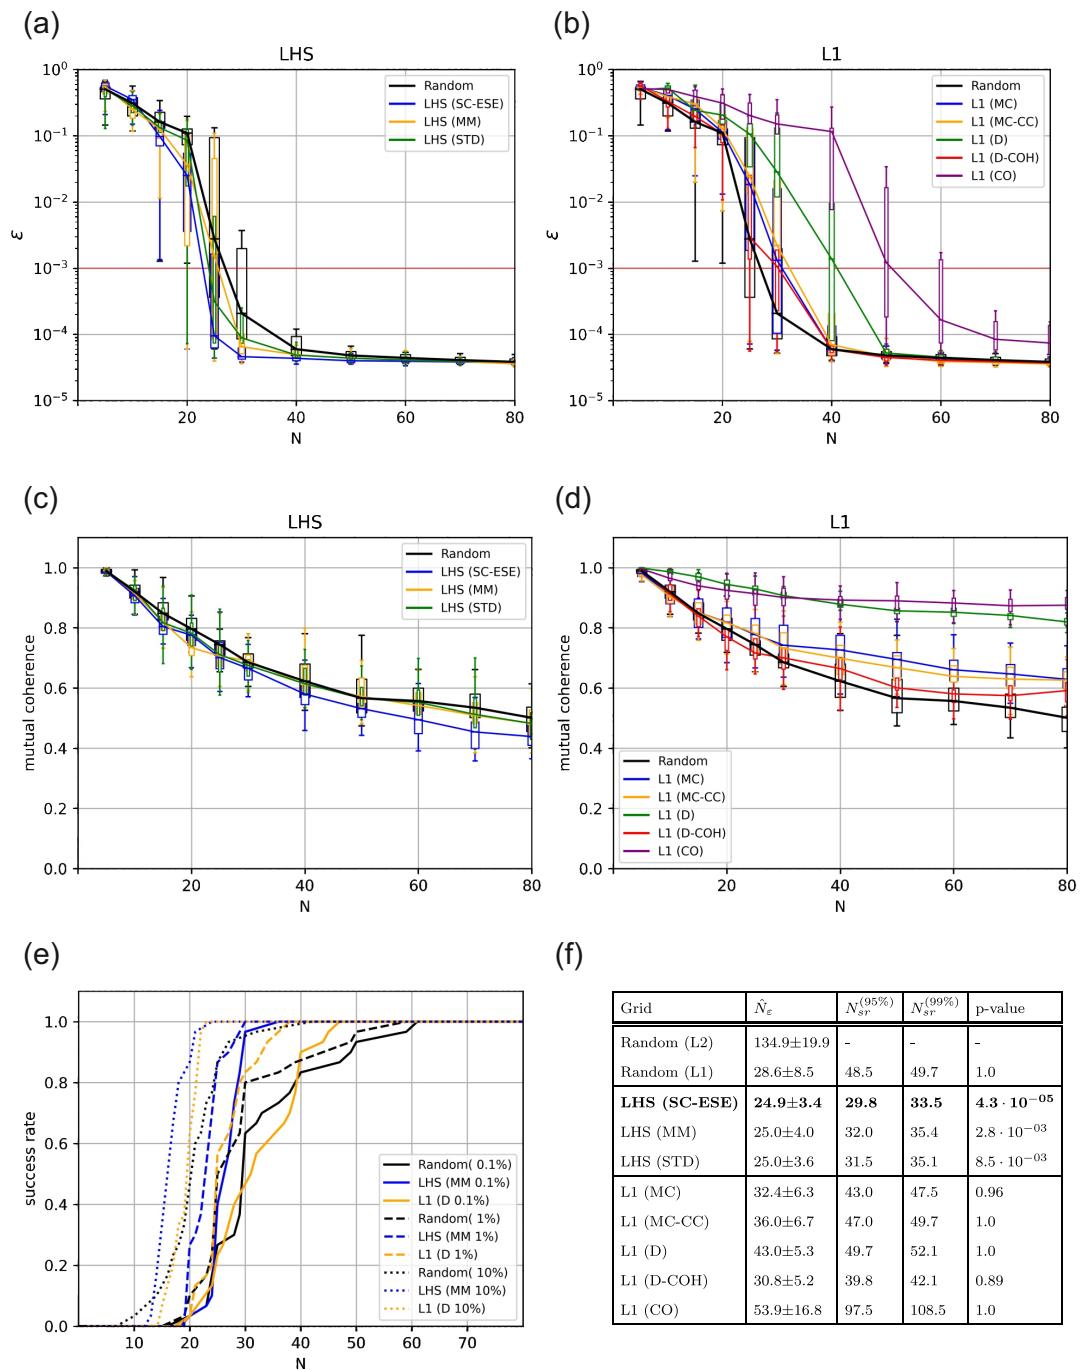 (a)
LHS
10^0
10^-1
10^-2
10^-3
10^-4
10^-5
ε
20
40
60
80
N
Random
LHS (SC-ESE)
LHS (MM)
LHS (STD)
(b)
L1
10^0
10^-1
10^-2
10^-3
10^-4
10^-5
ε
20
40
60
80
N
Random
L1 (MC)
L1 (MC-CC)
L1 (D)
L1 (D-COH)
L1 (CO)
(c)
LHS
1.0
0.8
0.6
0.4
0.2
0.0
mutual coherence
20
40
60
80
N
Random
LHS (SC-ESE)
LHS (MM)
LHS (STD)
(d)
L1
1.0
0.8
0.6
0.4
0.2
0.0
mutual coherence
20
40
60
80
N
Random
L1 (MC)
L1 (MC-CC)
L1 (D)
L1 (D-COH)
L1 (CO)
(e)
1.0
0.8
0.6
0.4
0.2
0.0
success rate
10
20
30
40
50
60
70
N
Random( 0.1%)
LHS (MM 0.1%)
L1 (D 0.1%)
Random( 1%)
LHS (MM 1%)
L1 (D 1%)
Random( 10%)
LHS (MM 10%)
L1 (D 10%)
(f)
Grid N̂_ε N_sr^(95%) N_sr^(99%) p-value
Random (L2) 134.9±19.9 - - -
Random (L1) 28.6±8.5 48.5 49.7 1.0
LHS (SC-ESE) 24.9±3.4 29.8 33.5 4.3 · 10^-05
LHS (MM) 25.0±4.0 32.0 35.4 2.8 · 10^-03
LHS (STD) 25.0±3.6 31.5 35.1 8.5 · 10^-03
L1 (MC) 32.4±6.3 43.0 47.5 0.96
L1 (MC-CC) 36.0±6.7 47.0 49.7 1.0
L1 (D) 43.0±5.3 49.7 52.1 1.0
L1 (D-COH) 30.8±5.2 39.8 42.1 0.89
L1 (CO) 53.9±16.8 97.5 108.5 1.0